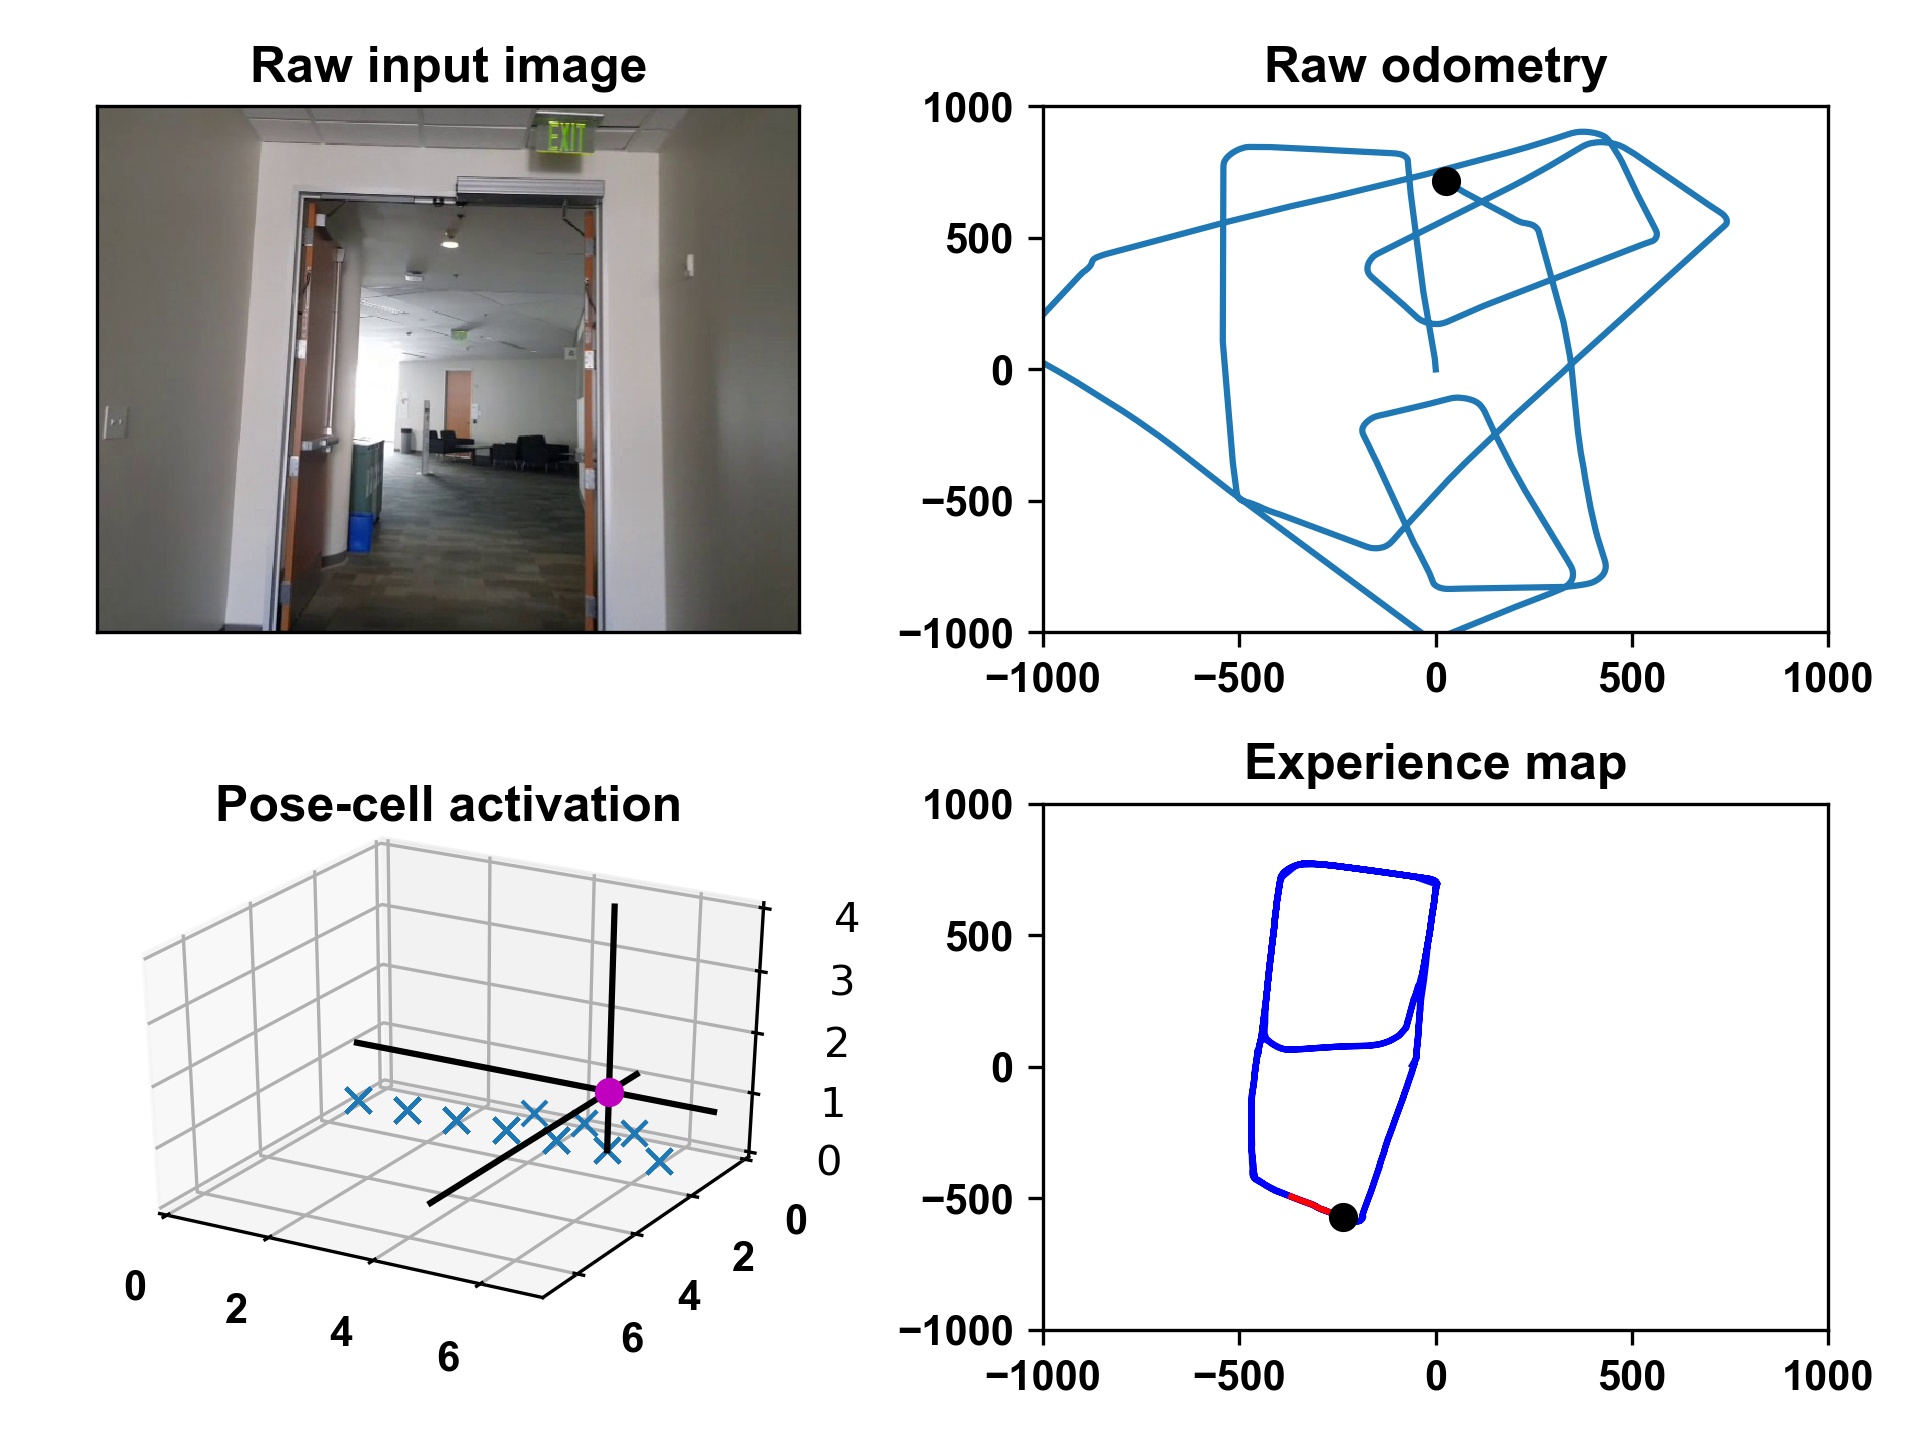 Raw input image
EXIT
Raw odometry
1000
500
0
−500
−1000
−1000 −500 0 500 1000
Pose-cell activation
4
3
2
1
0
0 2 4 6
0
2
4
6
Experience map
1000
500
0
−500
−1000
−1000 −500 0 500 1000